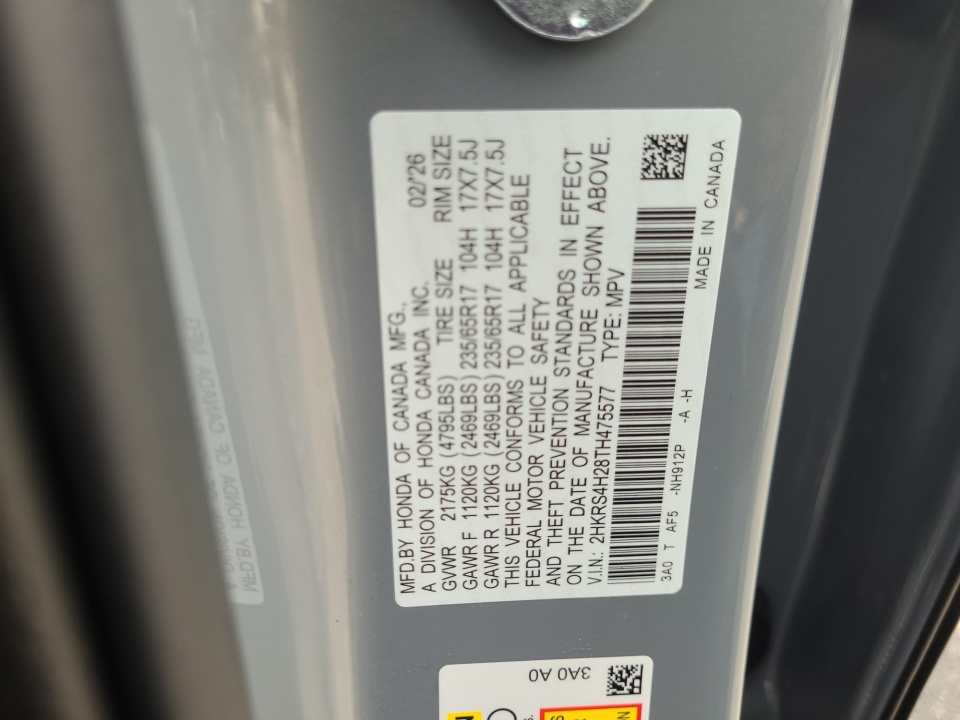 MFD.BY HONDA OF CANADA MFG.,
A DIVISION OF HONDA CANADA INC. 02/'26
GVWR 2175KG (4795LBS) TIRE SIZE RIM SIZE
GAWR F 1120KG (2469LBS) 235/65R17 104H 17X7.5J
GAWR R 1120KG (2469LBS) 235/65R17 104H 17X7.5J
THIS VEHICLE CONFORMS TO ALL APPLICABLE
FEDERAL MOTOR VEHICLE SAFETY
AND THEFT PREVENTION STANDARDS IN EFFECT
ON THE DATE OF MANUFACTURE SHOWN ABOVE.
V.I.N.: 2HKRS4H28TH475577 TYPE: MPV
3A0 T AF5 -NH912P -A -H
MADE IN CANADA
3A0 A0